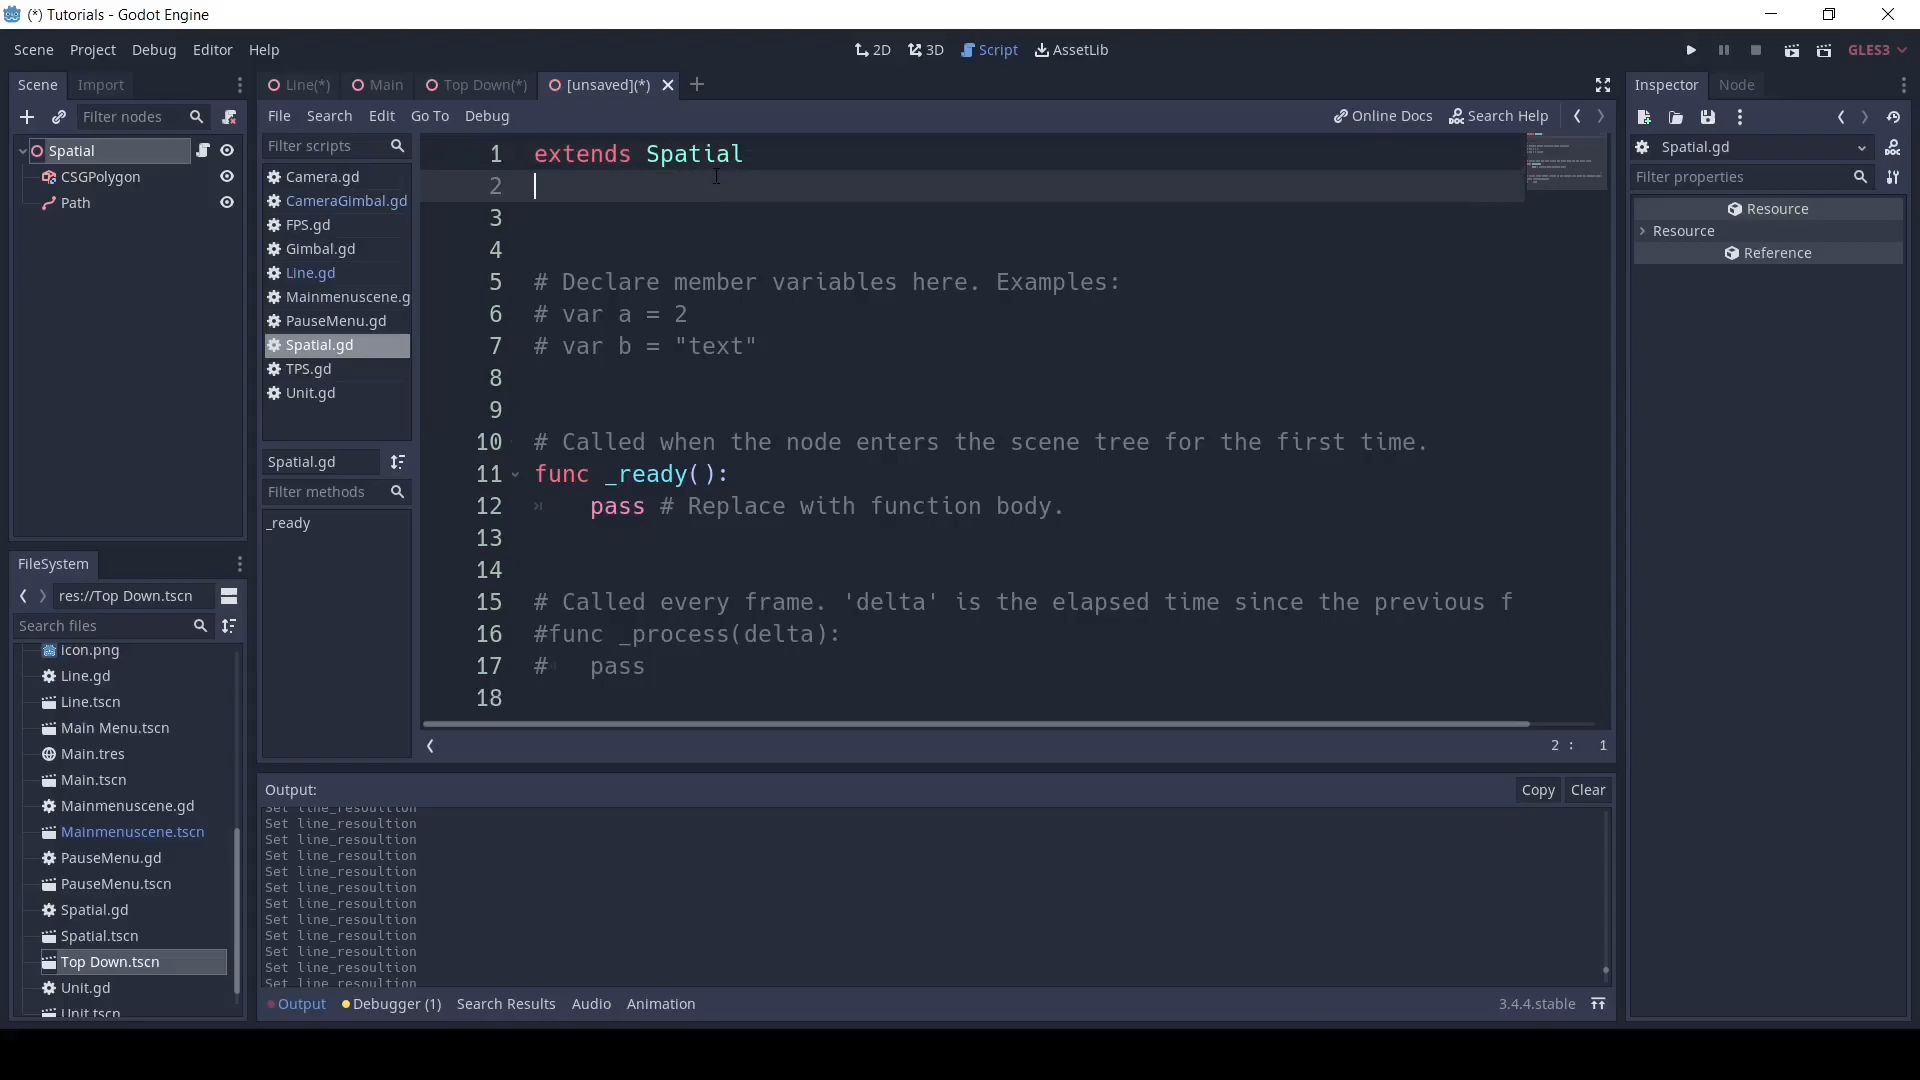 (*) Tutorials - Godot Engine
Scene Project Debug Editor Help
2D 3D Script AssetLib
GLES3
Scene Import
Filter nodes
Spatial
CSGPolygon
Path
FileSystem
res://Top Down.tscn
Search files
icon.png
Line.gd
Line.tscn
Main Menu.tscn
Main.tres
Main.tscn
Mainmenuscene.gd
Mainmenuscene.tscn
PauseMenu.gd
PauseMenu.tscn
Spatial.gd
Spatial.tscn
Top Down.tscn
Unit.gd
Unit.tscn
Line(*) Main Top Down(*) [unsaved](*)
File Search Edit Go To Debug
Online Docs Search Help
Filter scripts
Camera.gd
CameraGimbal.gd
FPS.gd
Gimbal.gd
Line.gd
Mainmenuscene.g
PauseMenu.gd
Spatial.gd
TPS.gd
Unit.gd
Spatial.gd
Filter methods
_ready
1 extends Spatial
2
3
4
5 # Declare member variables here. Examples:
6 # var a = 2
7 # var b = "text"
8
9
10 # Called when the node enters the scene tree for the first time.
11 func _ready():
12 pass # Replace with function body.
13
14
15 # Called every frame. 'delta' is the elapsed time since the previous f
16 #func _process(delta):
17 # pass
18
2 : 1
Output:
Copy Clear
Set line_resoultion
Set line_resoultion
Set line_resoultion
Set line_resoultion
Set line_resoultion
Set line_resoultion
Set line_resoultion
Set line_resoultion
Set line_resoultion
Set line_resoultion
Set line_resoultion
Set line_resoultion
Output Debugger (1) Search Results Audio Animation
3.4.4.stable
Inspector Node
Spatial.gd
Filter properties
Resource
Resource
Reference